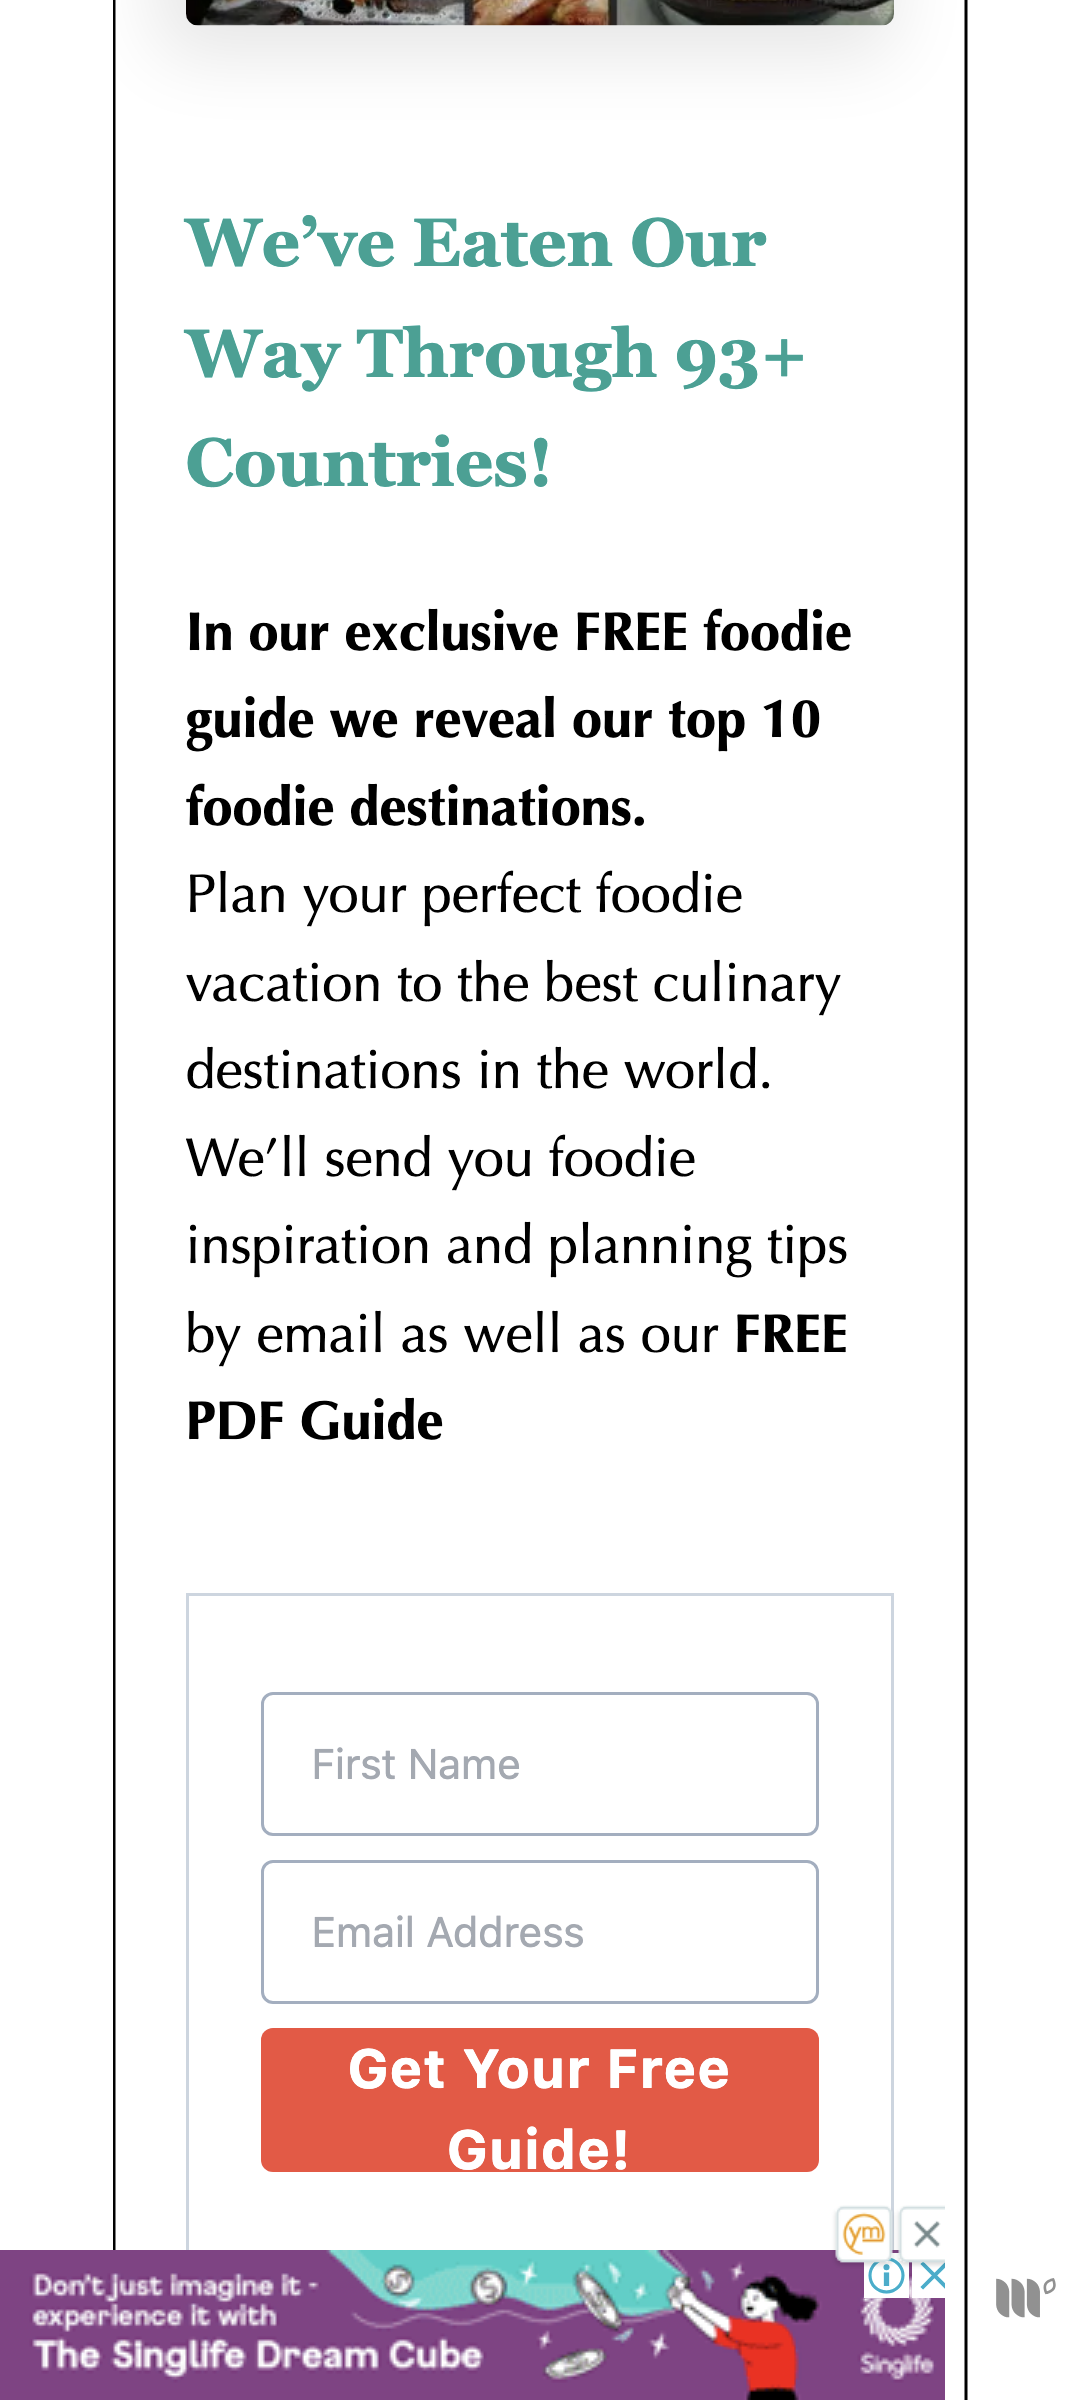 We’ve Eaten Our
Way Through 93+
Countries!
In our exclusive FREE foodie
guide we reveal our top 10
foodie destinations.
Plan your perfect foodie
vacation to the best culinary
destinations in the world.
We’ll send you foodie
inspiration and planning tips
by email as well as our FREE
PDF Guide
First Name
Email Address
Get Your Free
Guide!
ym
Don't just imagine it -
experience it with
The Singlife Dream Cube
Singlife